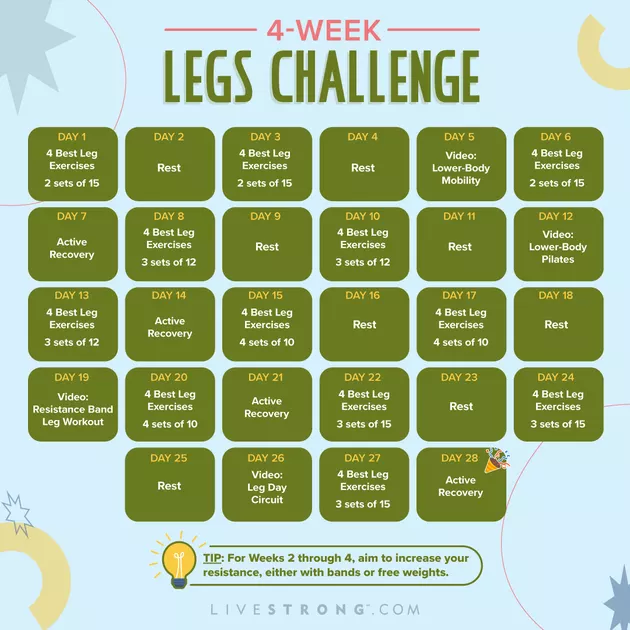 4-WEEK
LEGS CHALLENGE
DAY 1
4 Best Leg
Exercises
2 sets of 15
DAY 2
Rest
DAY 3
4 Best Leg
Exercises
2 sets of 15
DAY 4
Rest
DAY 5
Video:
Lower-Body
Mobility
DAY 6
4 Best Leg
Exercises
2 sets of 15
DAY 7
Active
Recovery
DAY 8
4 Best Leg
Exercises
3 sets of 12
DAY 9
Rest
DAY 10
4 Best Leg
Exercises
3 sets of 12
DAY 11
Rest
DAY 12
Video:
Lower-Body
Pilates
DAY 13
4 Best Leg
Exercises
3 sets of 12
DAY 14
Active
Recovery
DAY 15
4 Best Leg
Exercises
4 sets of 10
DAY 16
Rest
DAY 17
4 Best Leg
Exercises
4 sets of 10
DAY 18
Rest
DAY 19
Video:
Resistance Band
Leg Workout
DAY 20
4 Best Leg
Exercises
4 sets of 10
DAY 21
Active
Recovery
DAY 22
4 Best Leg
Exercises
3 sets of 15
DAY 23
Rest
DAY 24
4 Best Leg
Exercises
3 sets of 15
DAY 25
Rest
DAY 26
Video:
Leg Day
Circuit
DAY 27
4 Best Leg
Exercises
3 sets of 15
DAY 28
Active
Recovery
TIP: For Weeks 2 through 4, aim to increase your
resistance, either with bands or free weights.
LIVESTRONG.COM